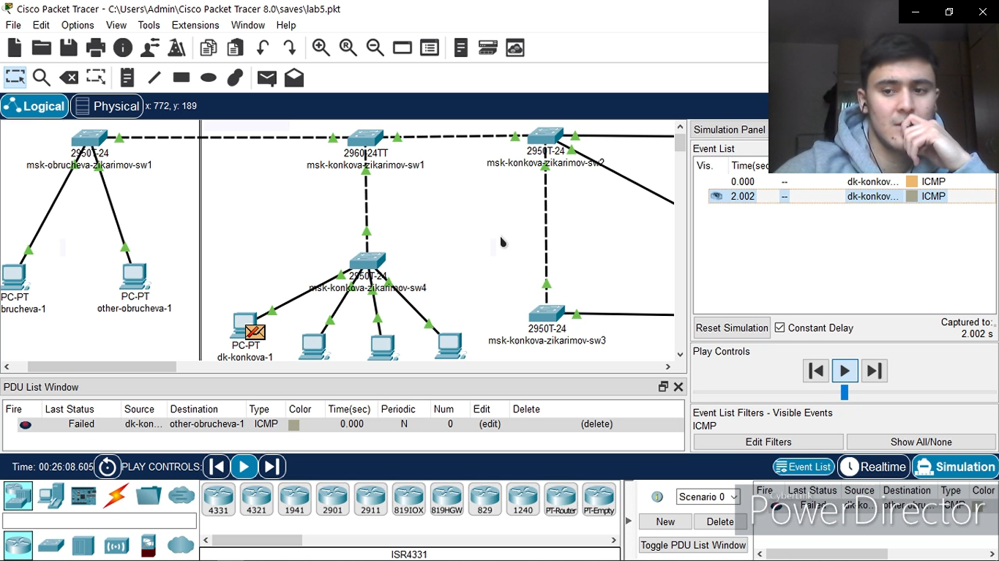 Cisco Packet Tracer - C:\Users\Admin\Cisco Packet Tracer 8.0\saves\lab5.pkt
File Edit Options View Tools Extensions Window Help
Logical Physical x: 772, y: 189
2950T-24
msk-obrucheva-zikarimov-sw1
2960-24TT
msk-konkova-zikarimov-sw1
2950T-24
msk-konkova-zikarimov-sw2
2950T-24
msk-konkova-zikarimov-sw4
PC-PT
brucheva-1
PC-PT
other-obrucheva-1
2950T-24
msk-konkova-zikarimov-sw3
PC-PT
dk-konkova-1
Simulation Panel
Event List
Vis. Time(sec
0.000 -- dk-konkov... ICMP
2.002 -- dk-konkov... ICMP
Reset Simulation Constant Delay
Captured to:
2.002 s
Play Controls
Event List Filters - Visible Events
ICMP
Edit Filters Show All/None
PDU List Window
Fire Last Status Source Destination Type Color Time(sec) Periodic Num Edit Delete
Failed dk-kon... other-obrucheva-1 ICMP 0.000 N 0 (edit) (delete)
Time: 00:26:08.605 PLAY CONTROLS:
Event List Realtime Simulation
4331 4321 1941 2901 2911 819IOX 819HGW 829 1240 PT-Router PT-Empty
ISR4331
Scenario 0
New Delete
Toggle PDU List Window
Fire Last Status Source Destination Type Color
Failed dk-ko... other-obru... ICMP
CyberLink
PowerDirector